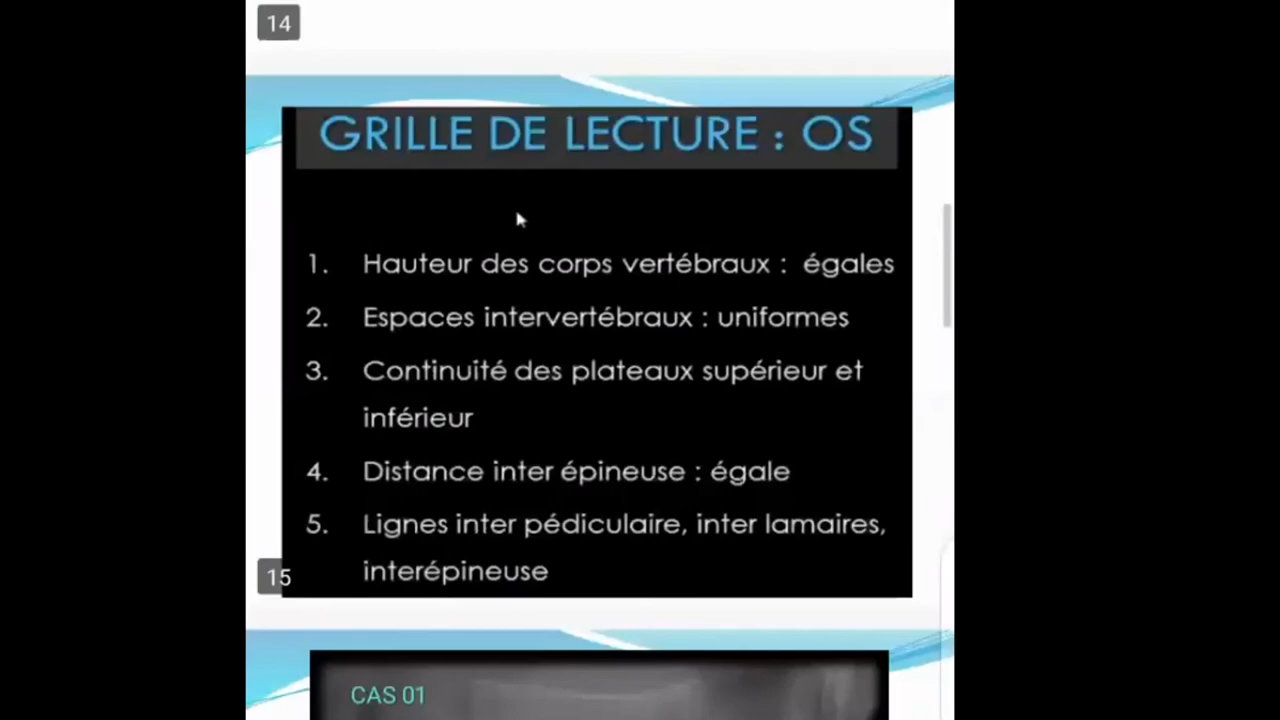 14
GRILLE DE LECTURE : OS
1. Hauteur des corps vertébraux : égales
2. Espaces intervertébraux : uniformes
3. Continuité des plateaux supérieur et
inférieur
4. Distance inter épineuse : égale
5. Lignes inter pédiculaire, inter lamaires,
interépineuse
15
CAS 01